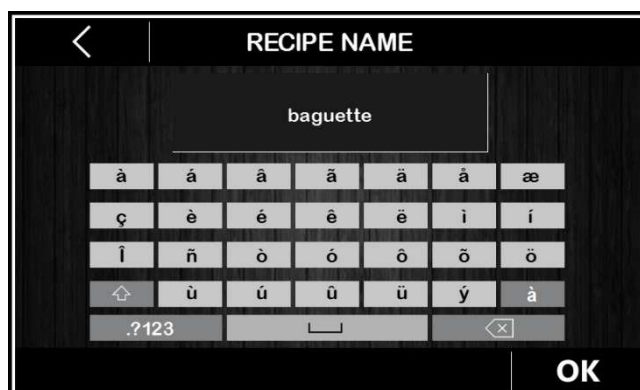 RECIPE NAME
baguette
à á â ã ä å æ
ç è é ê ë ì í
Î ñ ò ó ô õ ö
ù ú û ü ý à
.?123
OK